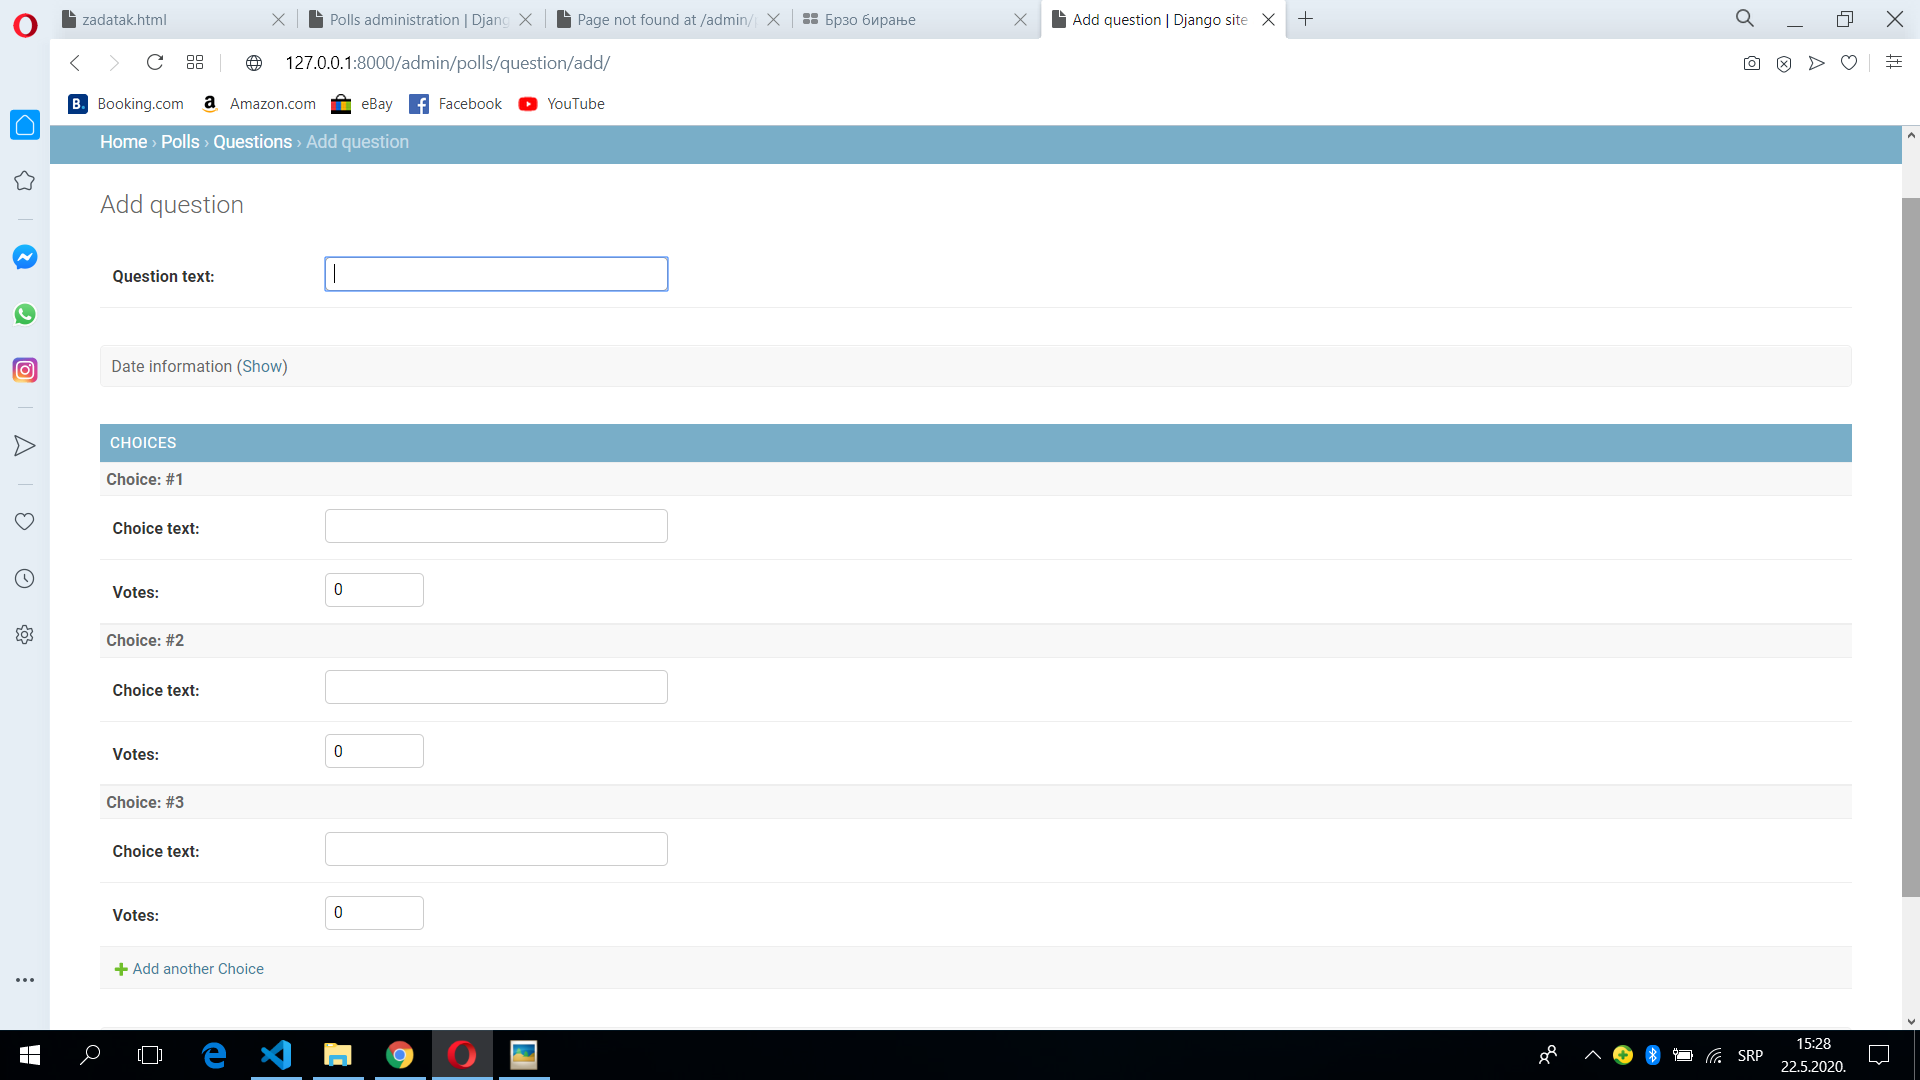 zadatak.html
Polls administration | Djang
Page not found at /admin/p
Брзо бирање
Add question | Django site
127.0.0.1:8000/admin/polls/question/add/
B. Booking.com
a Amazon.com
eBay
Facebook
YouTube
Home › Polls › Questions › Add question
Add question
Question text:
Date information (Show)
CHOICES
Choice: #1
Choice text:
Votes: 0
Choice: #2
Choice text:
Votes: 0
Choice: #3
Choice text:
Votes: 0
Add another Choice
SRP
15:28
22.5.2020.